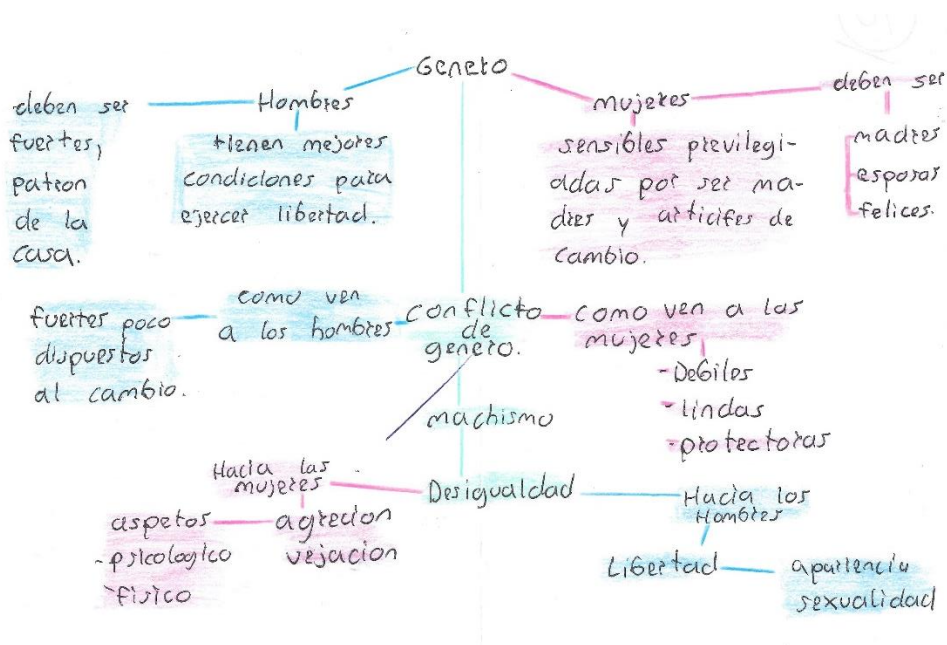 Genero
Hombres
deben ser
fuertes,
patron
de la
casa.
tienen mejores
condiciones para
ejercer libertad.
mujeres
sensibles previlegi-
adas por ser ma-
dres y articifes de
cambio.
deben ser
madres
esposas
felices.
conflicto
de
genero.
como ven
a los hombres
fuertes poco
dispuestos
al cambio.
como ven a las
mujeres
-Debiles
-lindas
-protectoras
machismo
Desigualdad
Hacia las
mujeres
agrecion
vejacion
aspetos
-psicologico
-fisico
Hacia los
Hombres
Libertad
apariencia
sexualidad